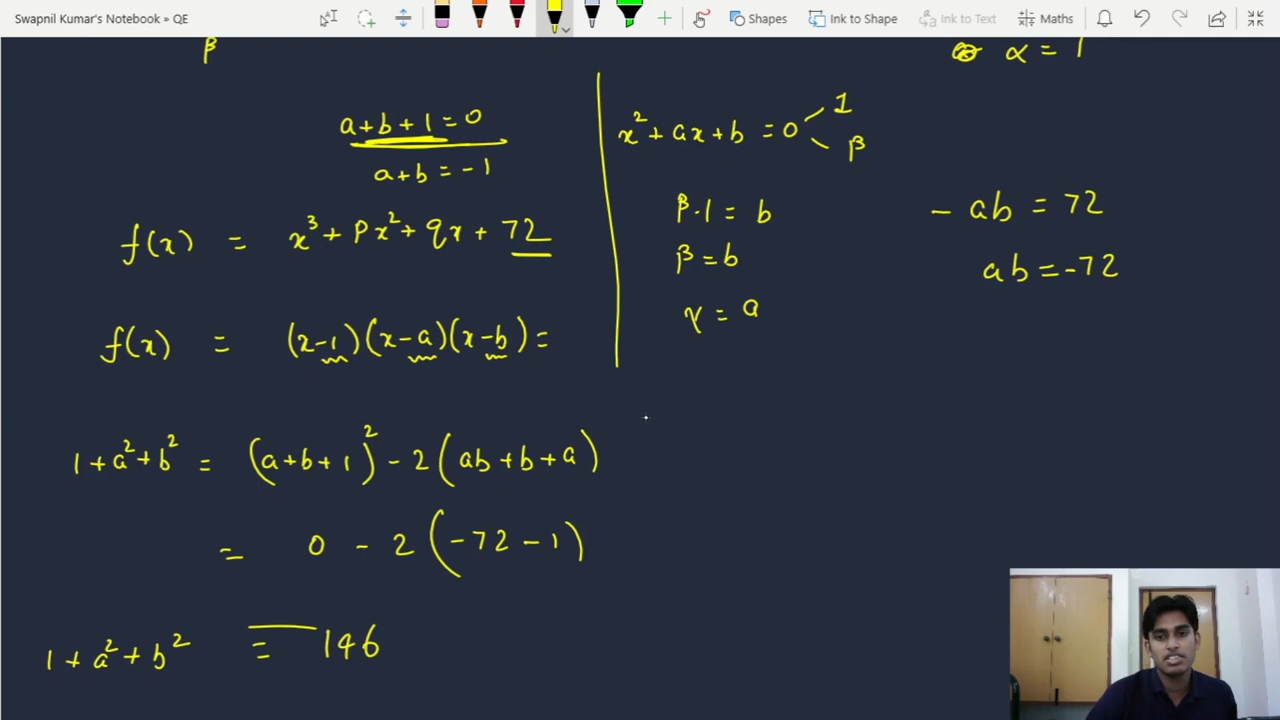 Swapnil Kumar's Notebook » QE
Shapes
Ink to Shape
Ink to Text
Maths
β
α = 1
a+b+1=0
a+b=-1
x²+ax+b=0
1
β
β·1 = b
β=b
γ = a
-ab = 72
ab=-72
f(x) = x³+px²+qx+72
f(x) = (x-1)(x-a)(x-b)=
1+a²+b² = (a+b+1)²-2(ab+b+a)
= 0-2(-72-1)
1+a²+b² = 146